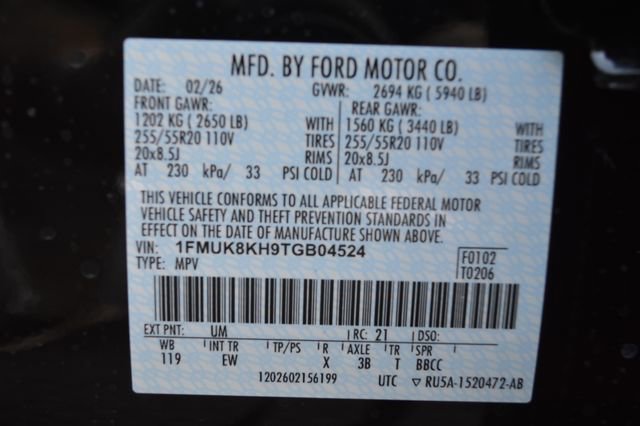 MFD. BY FORD MOTOR CO.
DATE: 02/26 GVWR: 2694 KG ( 5940 LB)
FRONT GAWR: REAR GAWR:
1202 KG ( 2650 LB) WITH 1560 KG ( 3440 LB) WITH
255/55R20 110V TIRES 255/55R20 110V TIRES
20x8.5J RIMS 20x8.5J RIMS
AT 230 kPa/ 33 PSI COLD AT 230 kPa/ 33 PSI COLD
THIS VEHICLE CONFORMS TO ALL APPLICABLE FEDERAL MOTOR
VEHICLE SAFETY AND THEFT PREVENTION STANDARDS IN
EFFECT ON THE DATE OF MANUFACTURE SHOWN ABOVE.
VIN: 1FMUK8KH9TGB04524 F0102
TYPE: MPV T0206
EXT PNT: UM RC: 21 DSO:
WB INT TR TP/PS R AXLE TR SPR
119 EW X 3B T BBCC
1202602156199 UTC ▽ RU5A-1520472-AB